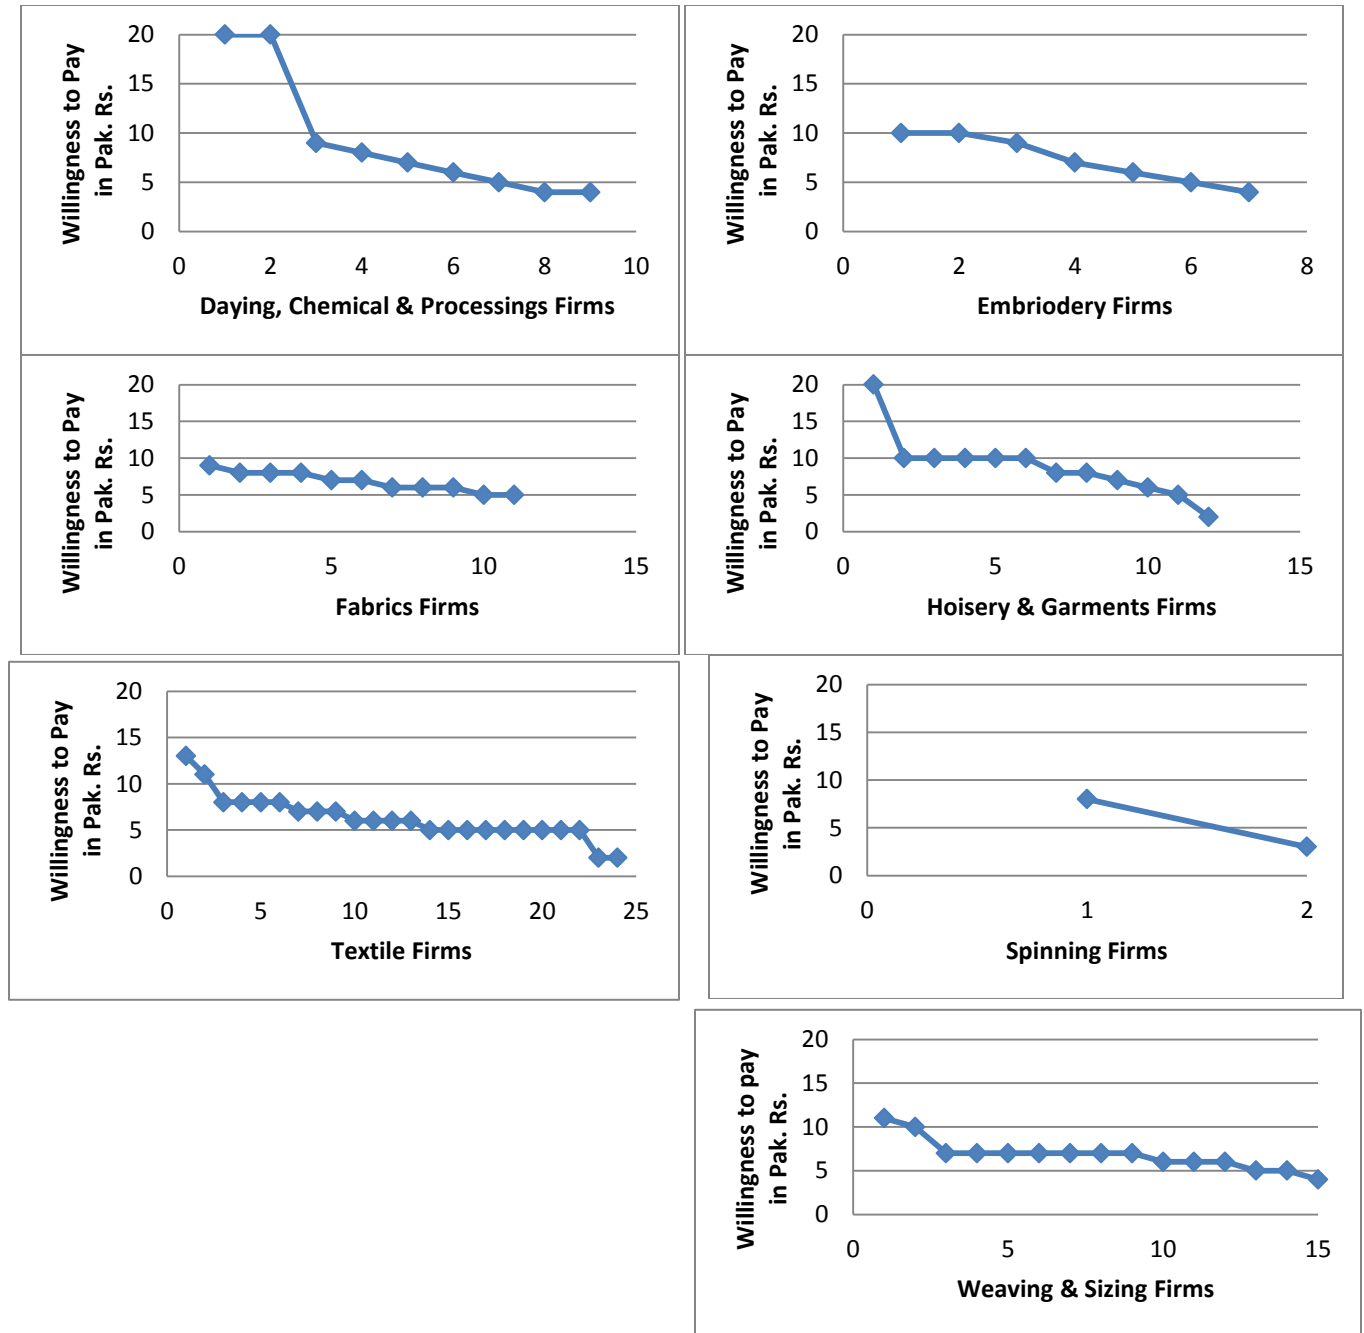 Willingness to Pay
in Pak. Rs.
20
15
10
5
0
0 2 4 6 8 10
Daying, Chemical & Processings Firms
Willingness to Pay
in Pak. Rs.
20
15
10
5
0
0 2 4 6 8
Embriodery Firms
Willingness to Pay
in Pak. Rs.
20
15
10
5
0
0 5 10 15
Fabrics Firms
Willingness to Pay
in Pak. Rs.
20
15
10
5
0
0 5 10 15
Hoisery & Garments Firms
Willingness to Pay
in Pak. Rs.
20
15
10
5
0
0 5 10 15 20 25
Textile Firms
Willingness to Pay
in Pak. Rs.
20
15
10
5
0
0 1 2
Spinning Firms
Willingness to pay
in Pak. Rs.
20
15
10
5
0
0 5 10 15
Weaving & Sizing Firms